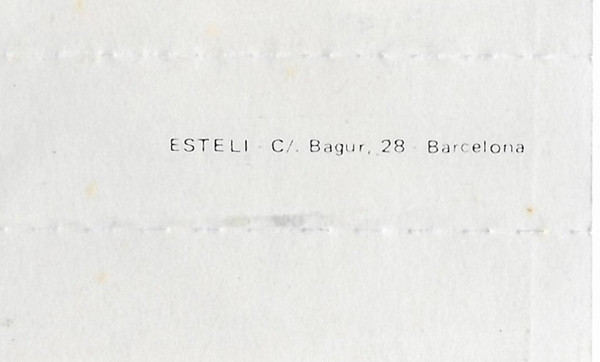 ESTELI - C/. Bagur, 28 - Barcelona